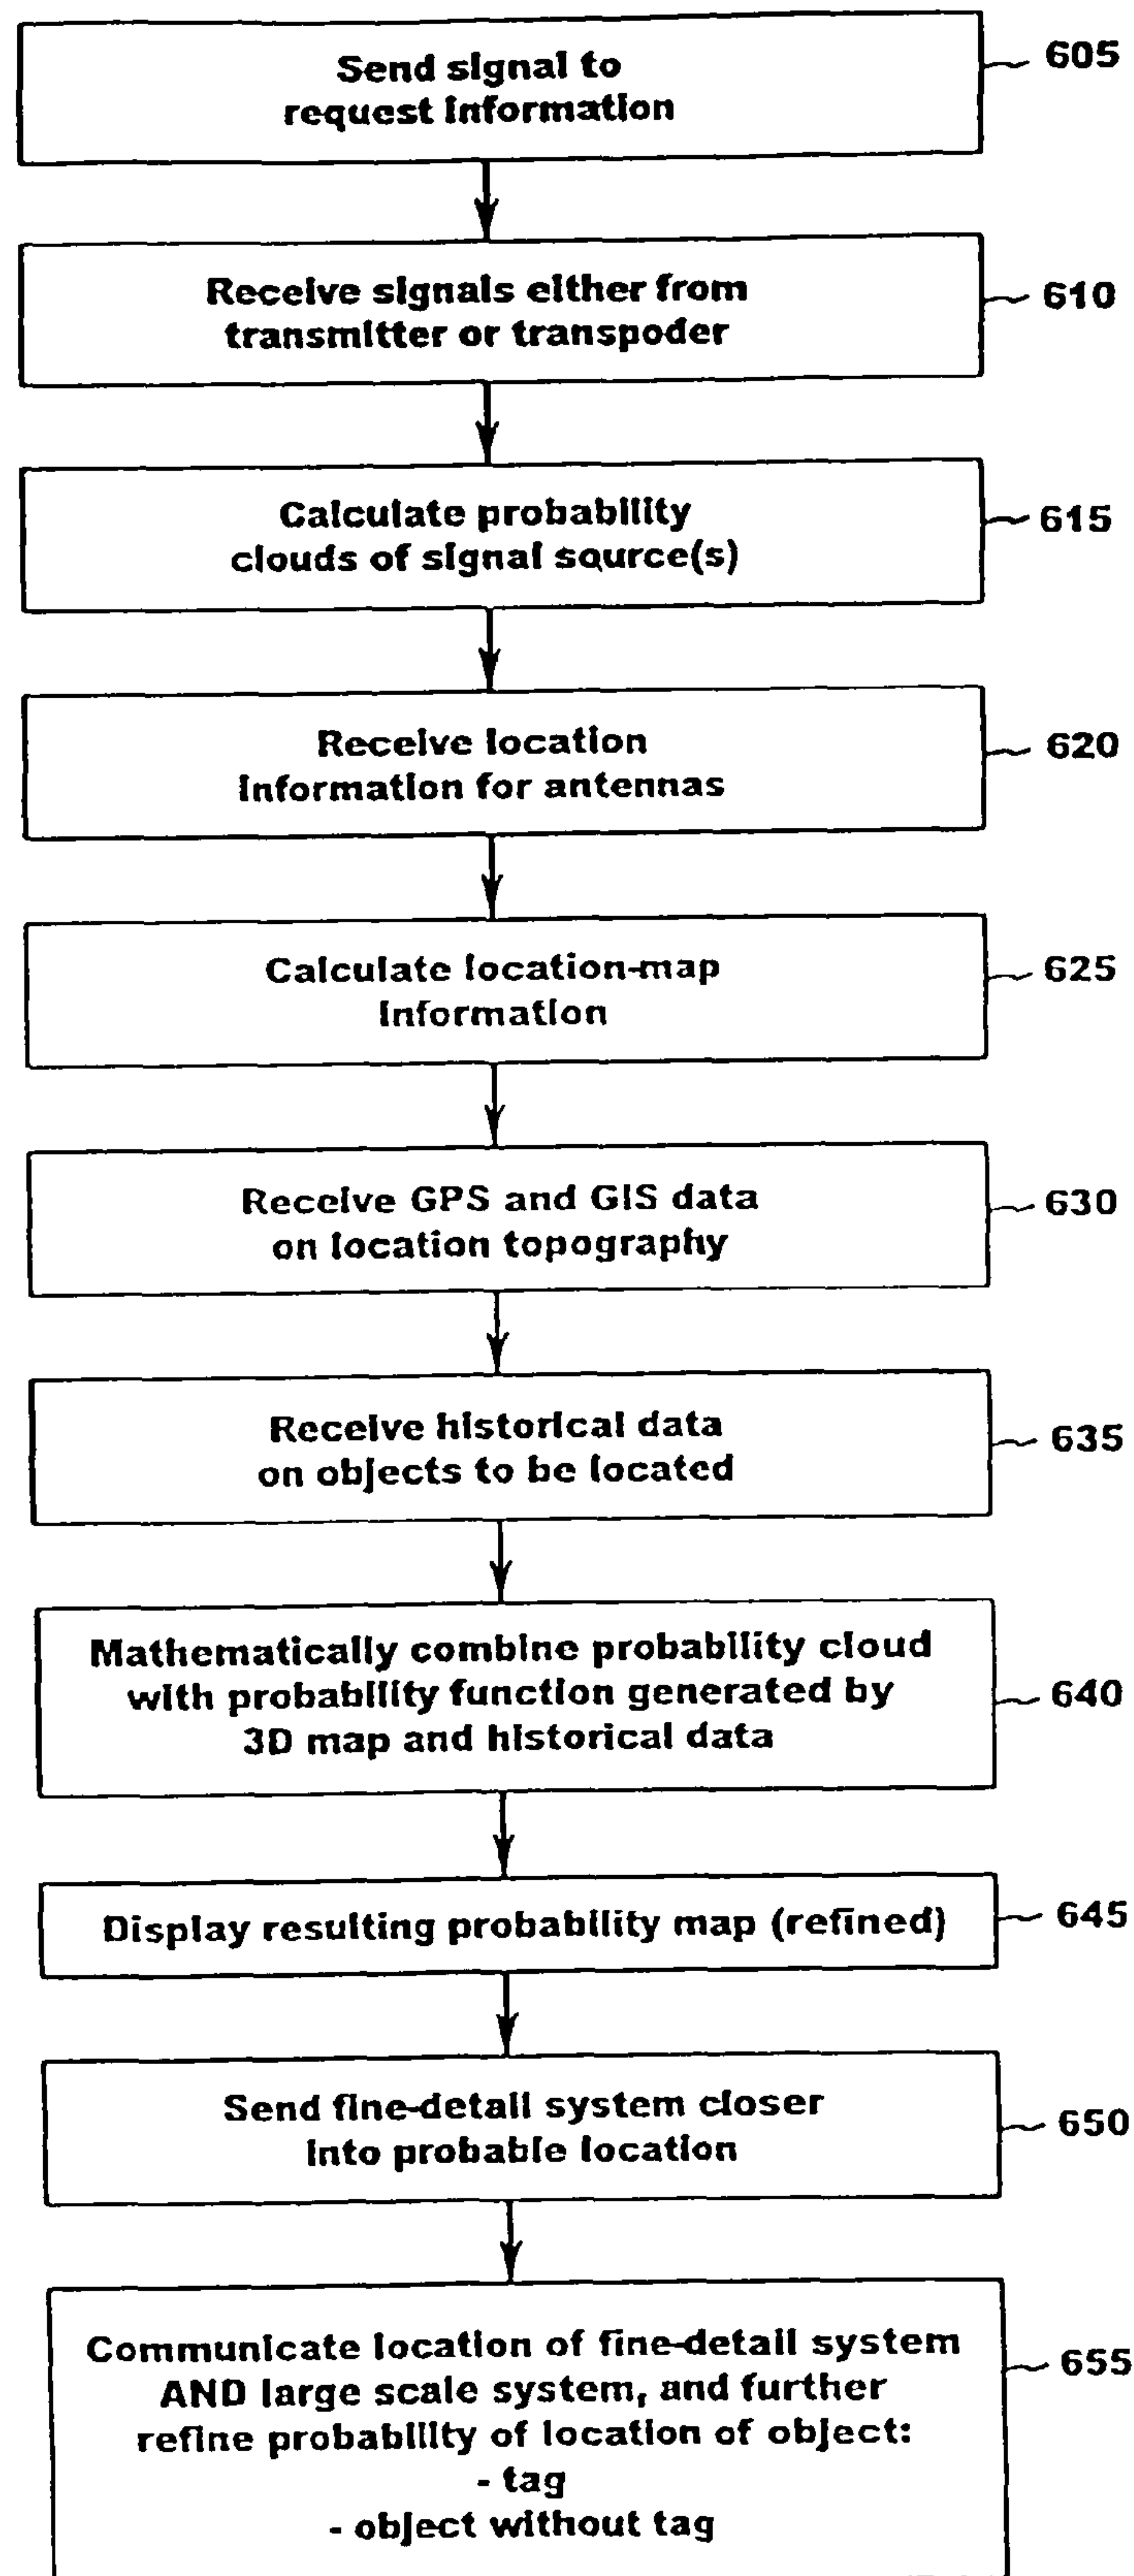 Send signal to
request information
605
Receive signals either from
transmitter or transpoder
610
Calculate probability
clouds of signal source(s)
615
Receive location
information for antennas
620
Calculate location-map
information
625
Receive GPS and GIS data
on location topography
630
Receive historical data
on objects to be located
635
Mathematically combine probability cloud
with probability function generated by
3D map and historical data
640
Display resulting probability map (refined)
645
Send fine-detail system closer
into probable location
650
Communicate location of fine-detail system
AND large scale system, and further
refine probability of location of object:
- tag
- object without tag
655